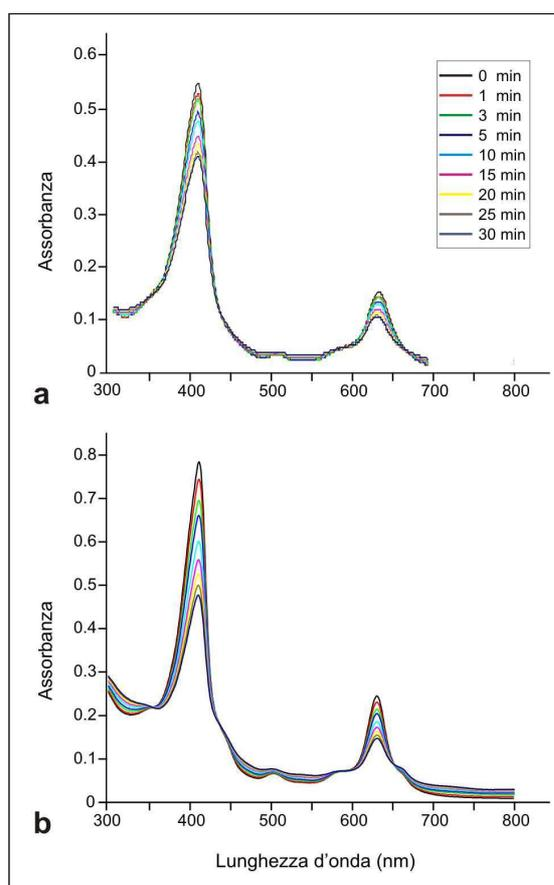 0.6
0.5
0.4
0.3
0.2
0.1
0
Assorbanza
0 min
1 min
3 min
5 min
10 min
15 min
20 min
25 min
30 min
300 400 500 600 700 800
a
0.8
0.7
0.6
0.5
0.4
0.3
0.2
0.1
0
Assorbanza
300 400 500 600 700 800
b
Lunghezza d'onda (nm)